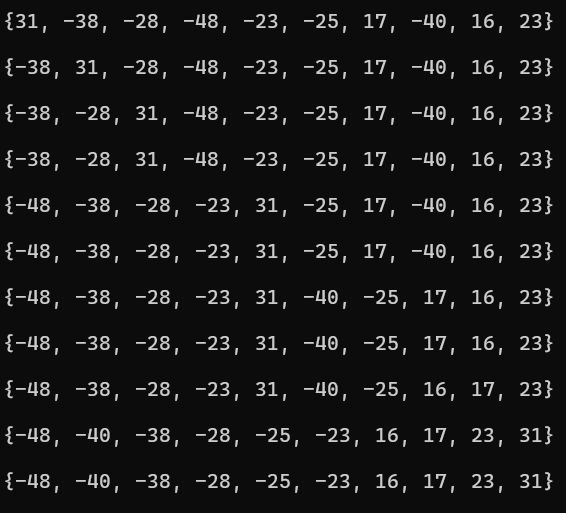 {31, -38, -28, -48, -23, -25, 17, -40, 16, 23}
{-38, 31, -28, -48, -23, -25, 17, -40, 16, 23}
{-38, -28, 31, -48, -23, -25, 17, -40, 16, 23}
{-38, -28, 31, -48, -23, -25, 17, -40, 16, 23}
{-48, -38, -28, -23, 31, -25, 17, -40, 16, 23}
{-48, -38, -28, -23, 31, -25, 17, -40, 16, 23}
{-48, -38, -28, -23, 31, -40, -25, 17, 16, 23}
{-48, -38, -28, -23, 31, -40, -25, 17, 16, 23}
{-48, -38, -28, -23, 31, -40, -25, 16, 17, 23}
{-48, -40, -38, -28, -25, -23, 16, 17, 23, 31}
{-48, -40, -38, -28, -25, -23, 16, 17, 23, 31}